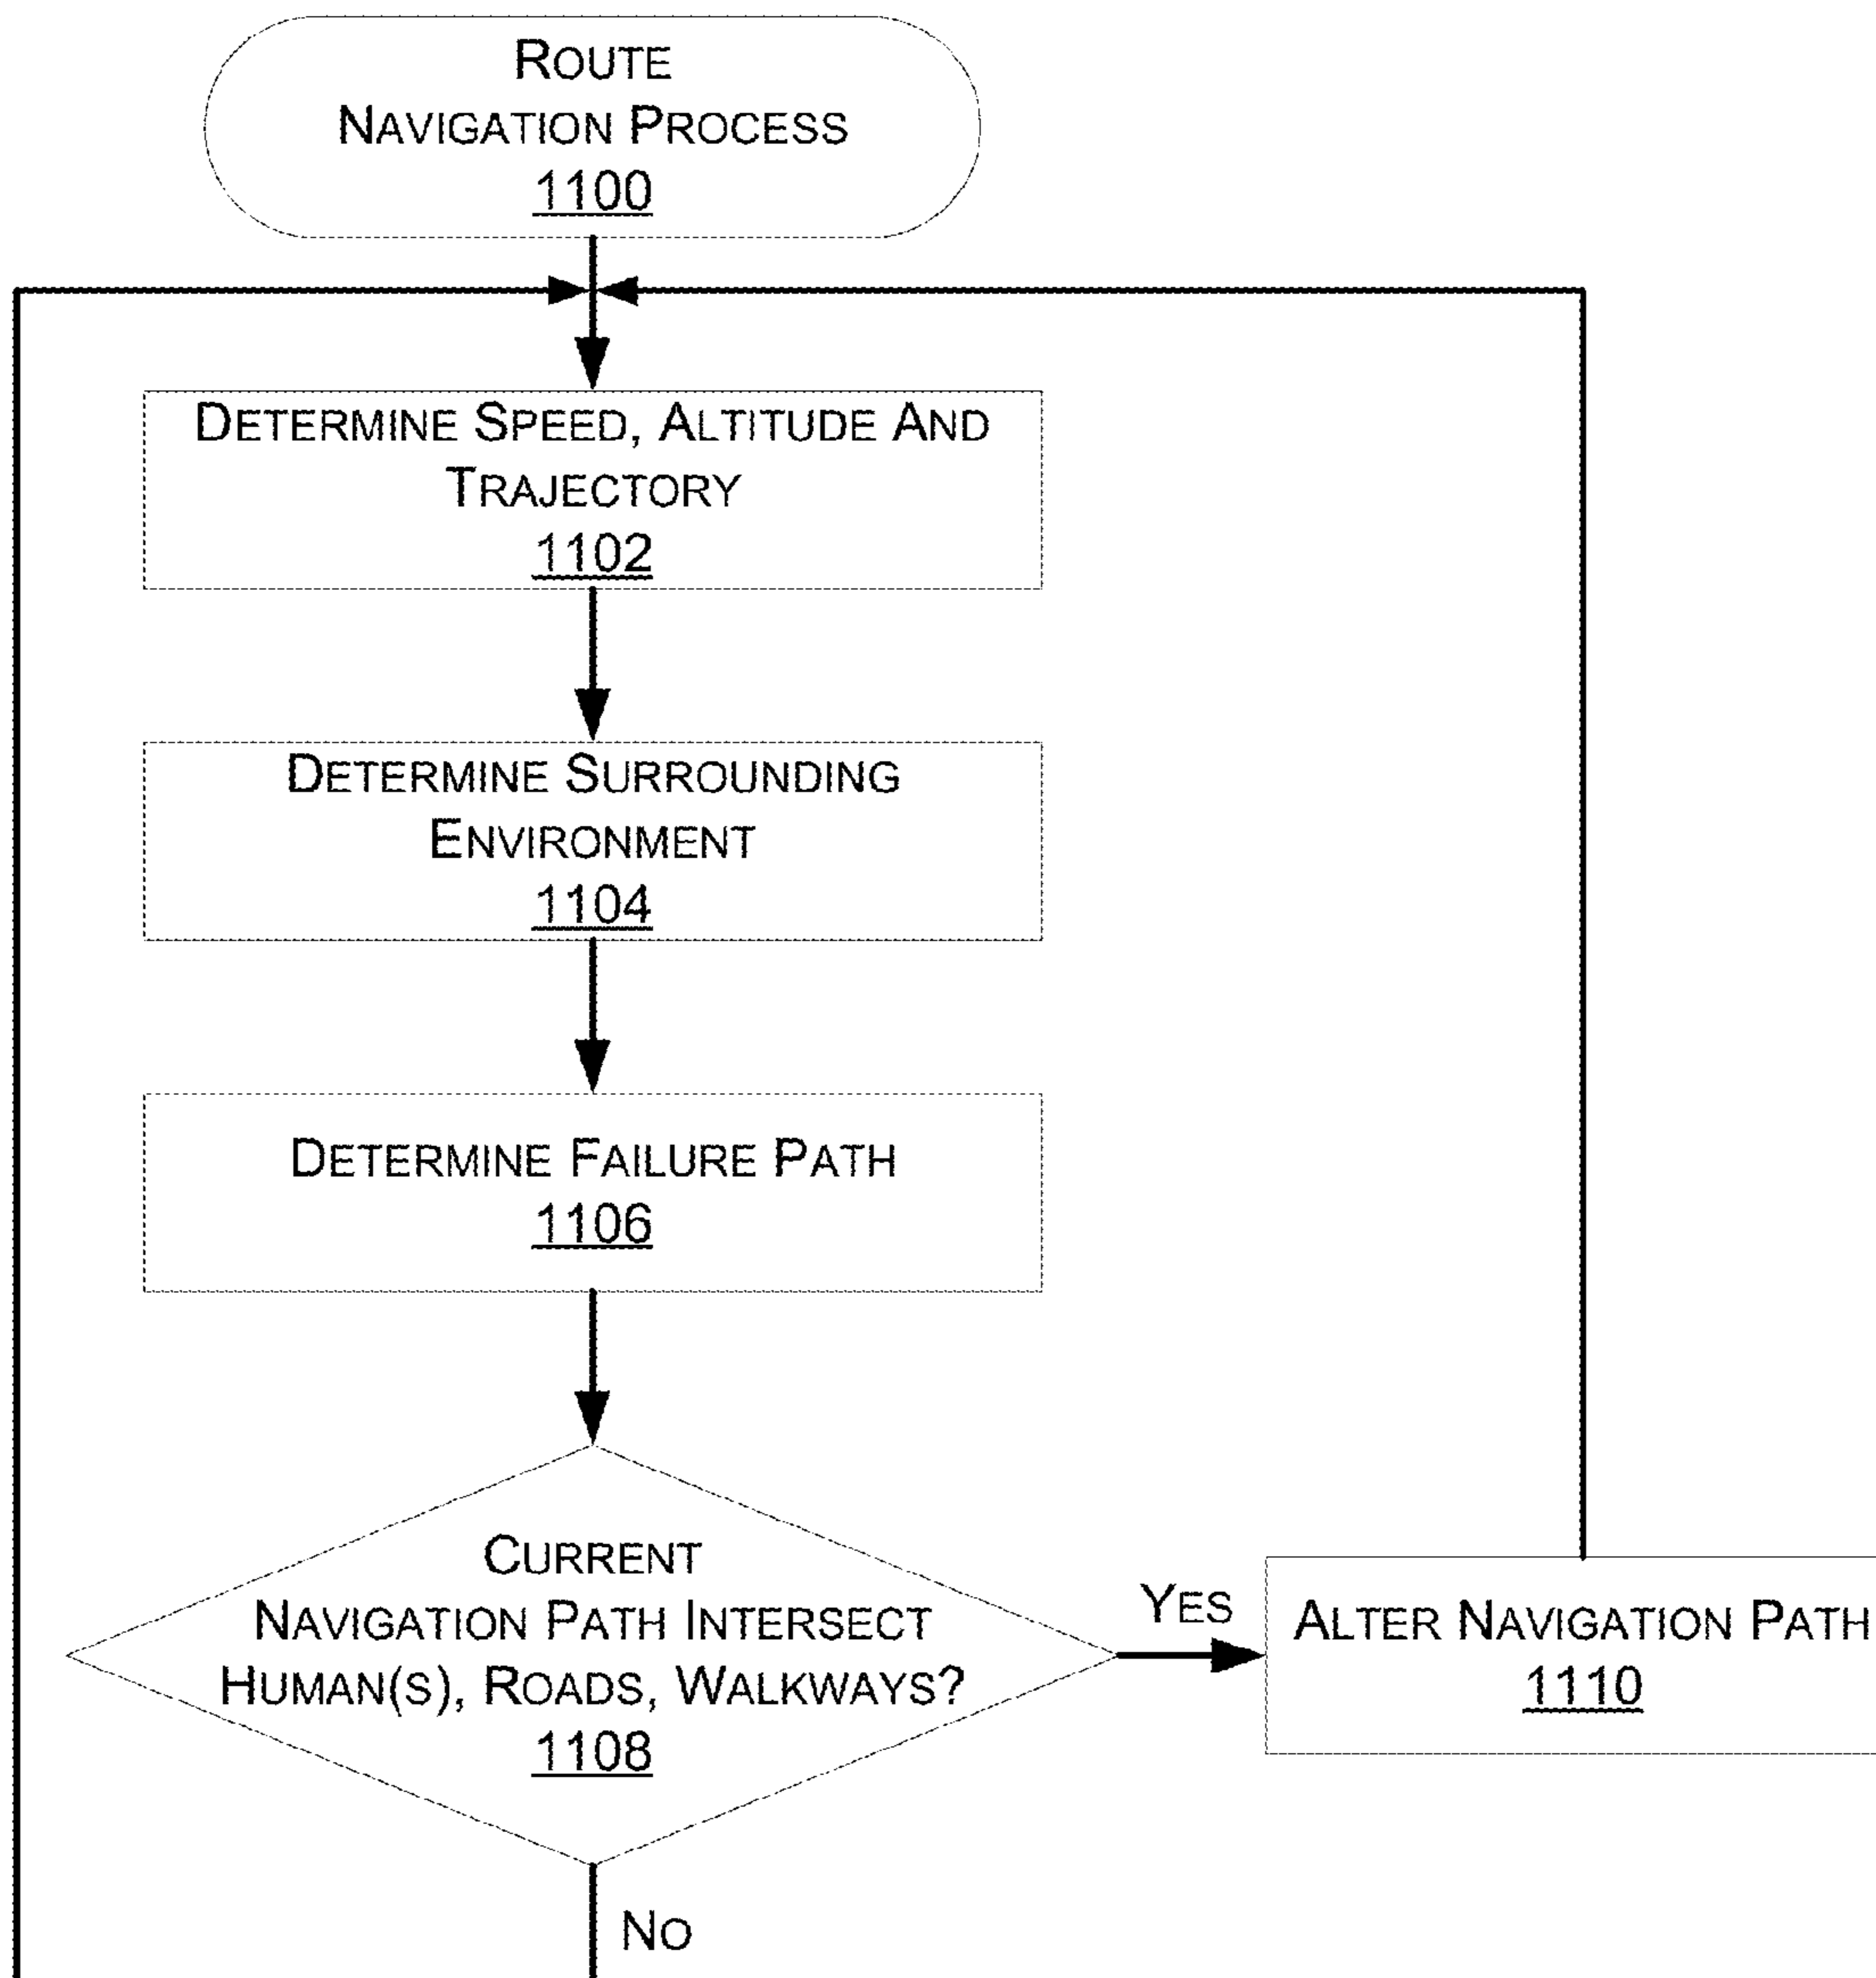 ROUTE
NAVIGATION PROCESS
1100
DETERMINE SPEED, ALTITUDE AND
TRAJECTORY
1102
DETERMINE SURROUNDING
ENVIRONMENT
1104
DETERMINE FAILURE PATH
1106
CURRENT
NAVIGATION PATH INTERSECT
HUMAN(S), ROADS, WALKWAYS?
1108
YES
ALTER NAVIGATION PATH
1110
NO